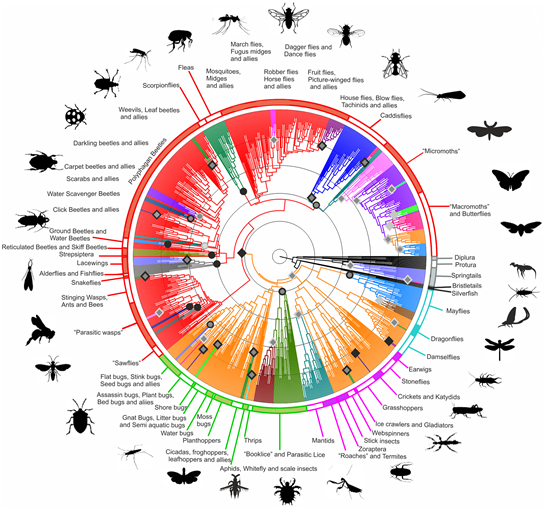 March flies,
Fugus midges
and allies
Dagger flies and
Dance flies
Mosquitoes,
Midges
and allies
Robber flies
Horse flies
and allies
Fruit flies,
Picture-winged flies
and allies
House flies, Blow flies,
Tachinids and allies
Caddisflies
"Micromoths"
"Macromoths"
and Butterflies
Diplura
Protura
Springtails
Bristletails
Silverfish
Mayflies
Dragonflies
Damselflies
Earwigs
Stoneflies
Crickets and Katydids
Grasshoppers
Ice crawlers and Gladiators
Webspinners
Stick insects
Zoraptera
"Roaches" and Termites
Mantids
"Booklice" and Parasitic Lice
Thrips
Aphids, Whitefly and scale insects
Cicadas, froghoppers,
leafhoppers and allies
Planthoppers
Moss
bugs
Water bugs
Gnat Bugs, Litter bugs
and Semi aquatic bugs
Shore bugs
Assassin bugs, Plant bugs,
Bed bugs and allies
Flat bugs, Stink bugs,
Seed bugs and allies
"Sawflies"
"Parasitic wasps"
Stinging Wasps,
Ants and Bees
Snakeflies
Alderflies and Fishflies
Lacewings
Strepsiptera
Reticulated Beetles and Skiff Beetles
Ground Beetles and
Water Beetles
Click Beetles and allies
Water Scavenger Beetles
Scarabs and allies
Carpet beetles and allies
Darkling beetles and allies
Polyphagan Beetles
Weevils, Leaf beetles
and allies
Scorpionflies
Fleas